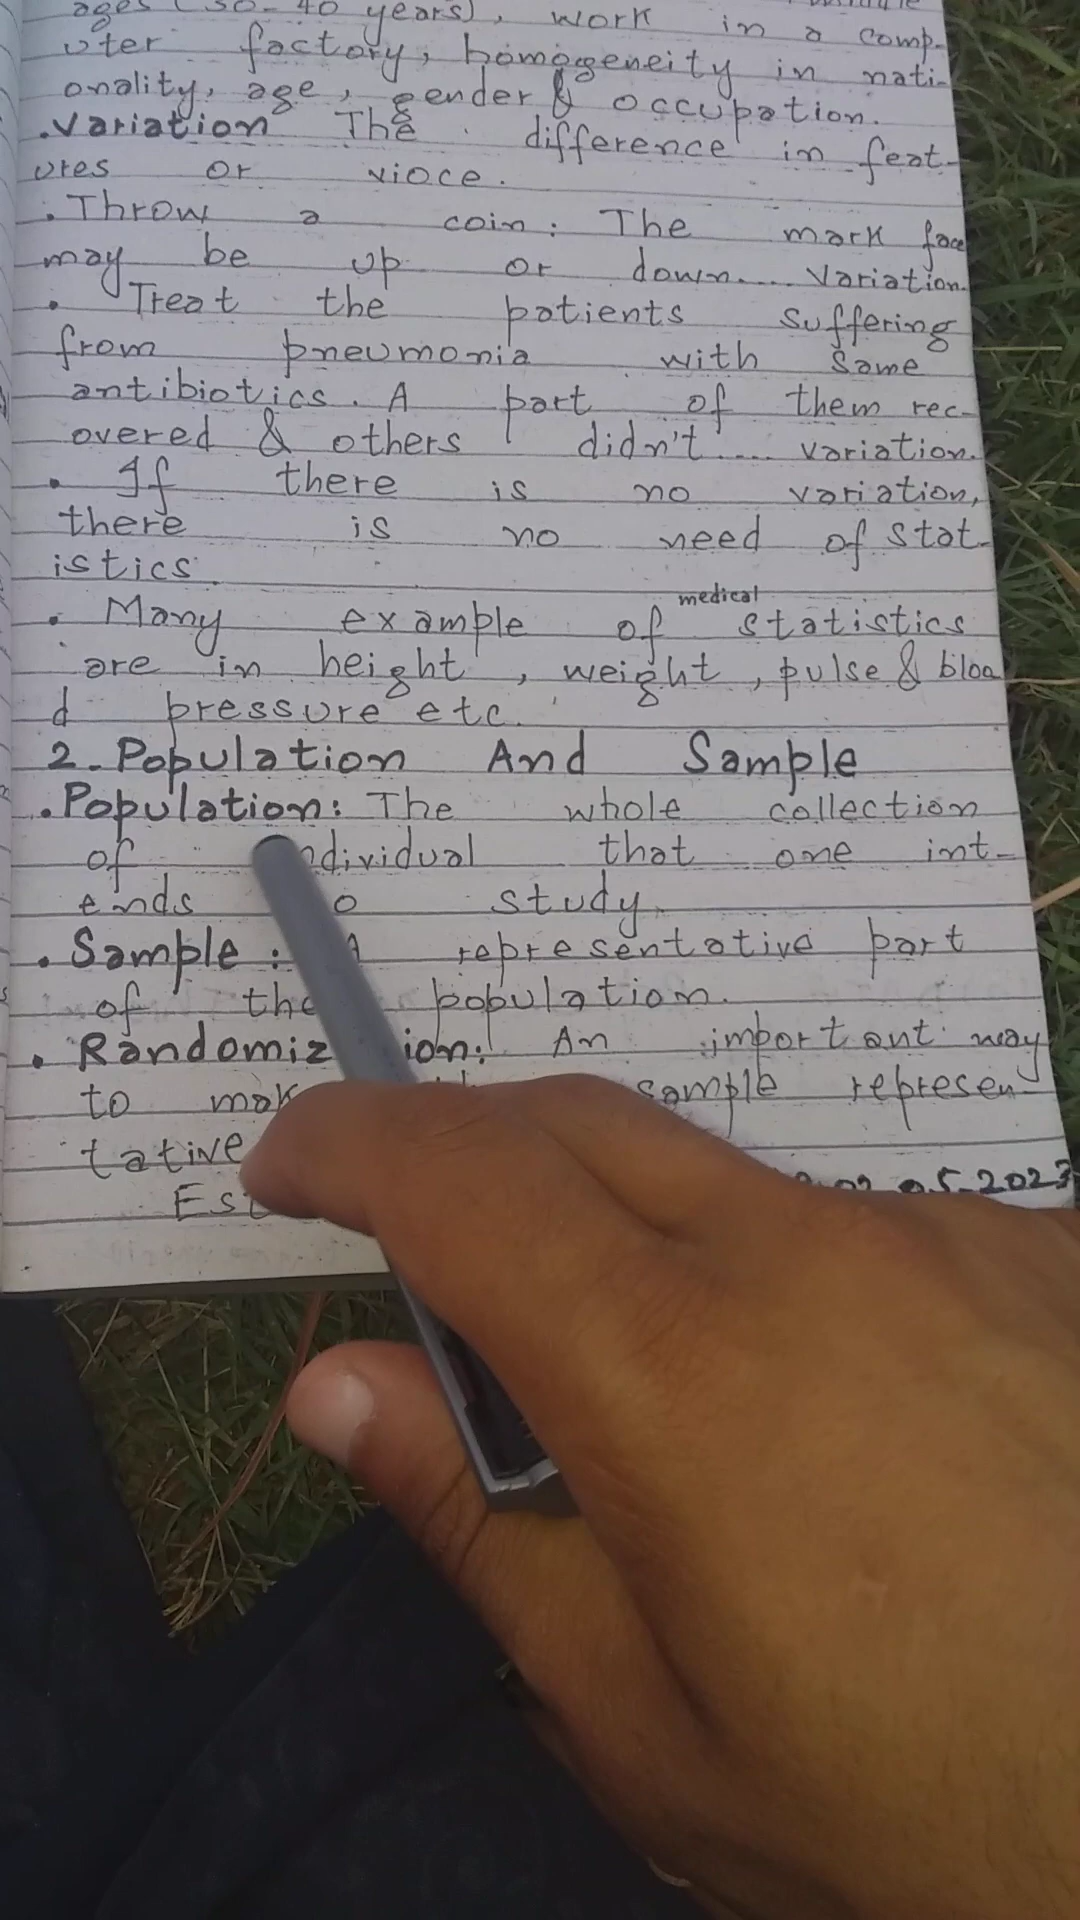 ages (30-40 years), work in a comp-
uter factory, homogeneity in nati-
onality, age, gender & occupation.
.Variation The difference in feat-
ures or vioce.
. Throw a coin: The mark face
may be up or down.... Variation.
. Treat the patients suffering
from pneumonia with same
antibiotics. A part of them rec-
overed & others didn't.... variation.
. If there is no variation,
there is no need of stat-
istics.
. Many example of medical statistics
are in height, weight, pulse & bloo
d pressure etc.
2. Population And Sample
.Population: The whole collection
of individual that one int-
ends o study.
. Sample: A representative part
of the population.
. Randomiz ion: An important way
to mak sample represen-
tative
Est 05-2023